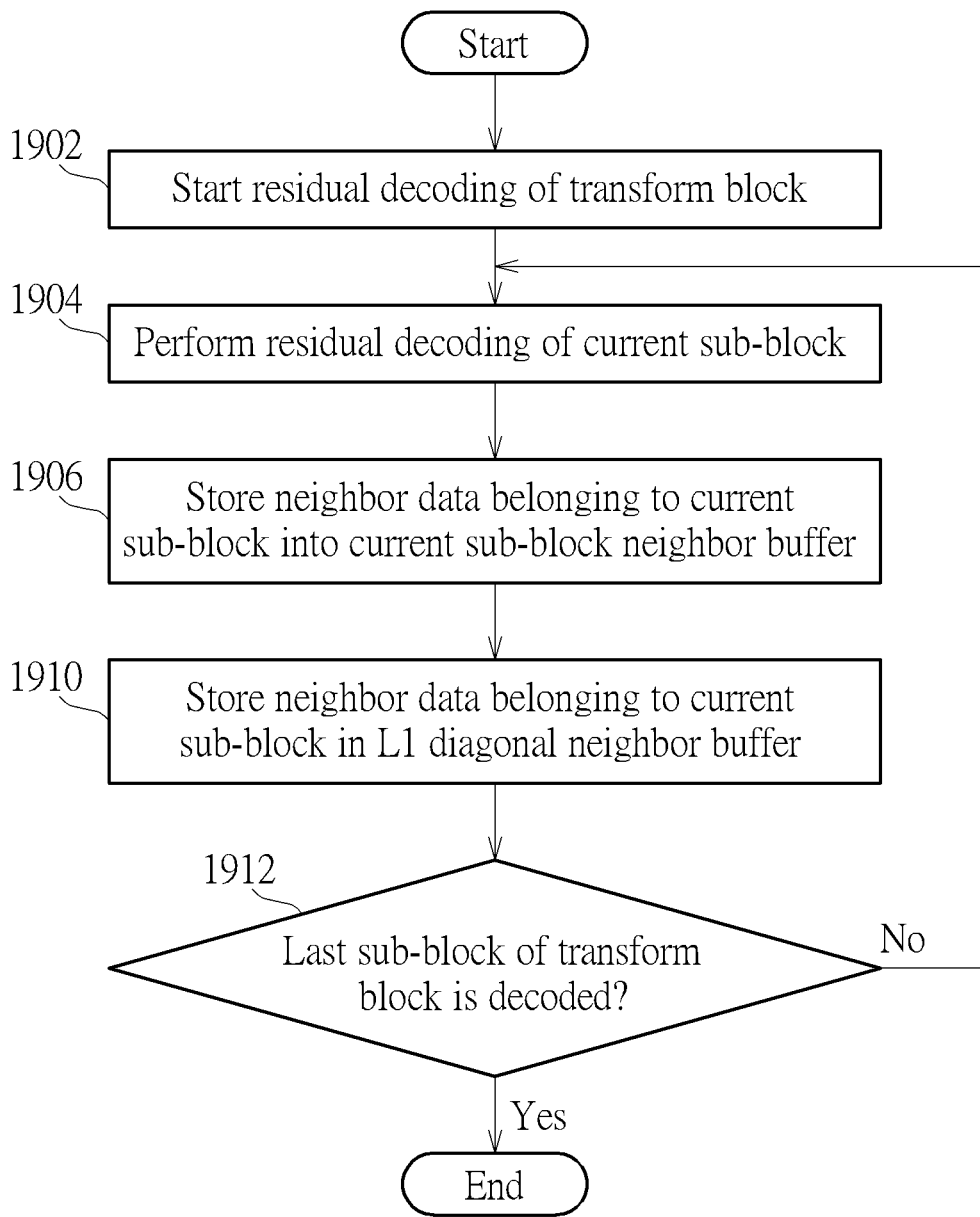 Start
1902
Start residual decoding of transform block
1904
Perform residual decoding of current sub-block
1906
Store neighbor data belonging to current
sub-block into current sub-block neighbor buffer
1910
Store neighbor data belonging to current
sub-block in L1 diagonal neighbor buffer
1912
Last sub-block of transform
block is decoded?
No
Yes
End